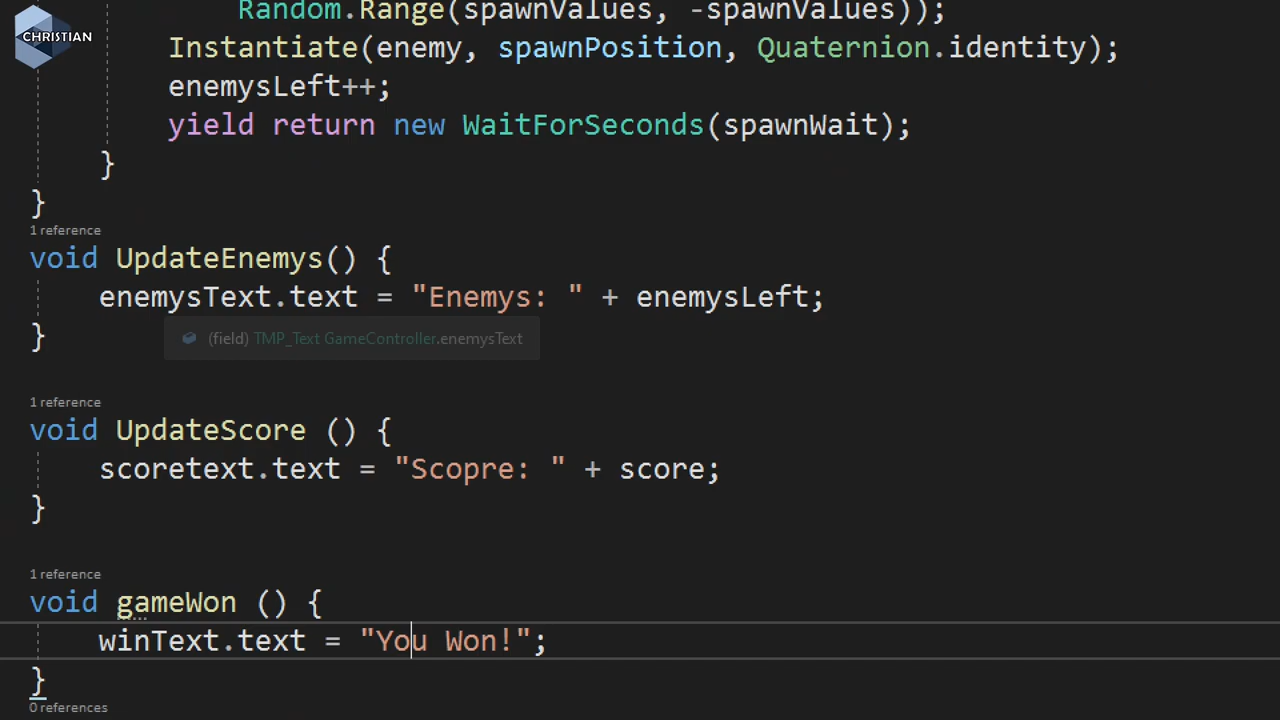 CHRISTIAN
Random.Range(spawnValues, -spawnValues));
Instantiate(enemy, spawnPosition, Quaternion.identity);
enemysLeft++;
yield return new WaitForSeconds(spawnWait);
}
}
1 reference
void UpdateEnemys() {
enemysText.text = "Enemys: " + enemysLeft;
}
(field) TMP_Text GameController.enemysText
1 reference
void UpdateScore () {
scoretext.text = "Scopre: " + score;
}
1 reference
void gameWon () {
winText.text = "You Won!";
}
0 references